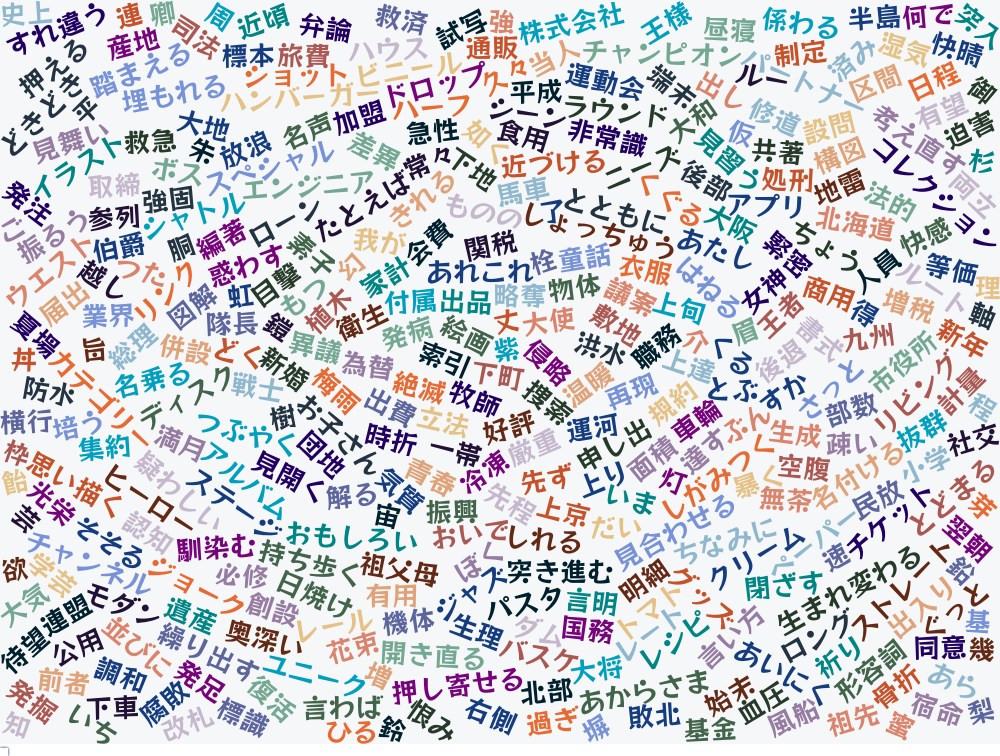 史上
すれ違う
連
卿
司法
周
近頃
弁論
救済
試写
強
株式会社
王様
昼寝
係わる
半島
何で
突入
産地
標本
旅費
ハウス
通販
当人
チャンピオン
制定
済み
湿気
快晴
押える
踏まえる
ショット
ビニール
久々
運動会
端末
出し
ルー
パートナー
区間
日程
御
埋もれる
ハンバーガー
ドロップ
平成
どきどき
平
見舞い
イラスト
救急
大地
朱
放浪
名声
加盟
ハーフ
シーン
ラウンド
大和
修道
設問
有望
迫害
考え直す
急性
如く
食用
非常識
見習う
仮
共著
構図
コレクション
杉
ボス
スペンシャル
差異
常々
下地
近づける
ニーズ
後部
処刑
地雷
法的
両立
発注
取締
強固
エンジニア
たとえば
される
馬車
くぐる
アプリ
ご
振るう
参列
シャトル
ローン
ものの
了
とともに
しょっちゅう
大阪
北海道
ウエスト
伯爵
胴
編著
素子
我が
会費
関税
あたし
緊密
ちょう
人員
快感
越し
つた
惑わす
目撃
幻
家計
あれこれ
栓
童話
衣服
はねる
女神
ルート
等価
理
届出
業界
リンク
図解
虹
もつ
植木
付属
出品
略奪
物体
議案
上旬
王者
商用
得
増税
軸
夏場
隊長
鎧
衛生
発病
絵画
丈
大使
敷地
介
眉
書式
九州
新年
丼
缶
総理
併設
どく
新婚
異議
為替
索引
紫
侵略
洪水
職務
上達
くる
後退
市役所
防水
カテゴリー
名乗る
ディスク
戦士
梅雨
絶滅
下町
牧師
捜索
温暖
再現
規約
とぶ
すか
さっと
リビング
計量
横行
培う
集約
つぶやく
樹
お子さん
出費
立法
好評
運河
車輪
部数
程
枠
満月
アルバム
団地
時折
一帯
厳重
申し出
面積
達す
ぶん
生成
疎い
抜群
社交
飴
思い描く
ヒーロー
疑わしい
ステージ
見開く
気質
青春
冷凍
先ず
上り
灯
しがみつく
暴く
空腹
名付ける
小学
光栄
芸
そそる
認知
解る
宙
振興
先程
上京
いま
だい
見合わせる
無茶
民放
とどまる
芽
チャンネル
馴染む
おもしろい
おいで
しれる
ちなみに
ペーパー
速
チケット
翌朝
欲
学芸
ジョーク
必修
持ち歩く
祖父母
ぼく
突き進む
明細
グッズ
クリーム
閉ざす
生まれ変わる
ストレート
銘
大気
モダン
日焼け
有用
ジャズ
パスタ
言明
トマト
待望
連盟
遺産
創設
レール
機体
生理
ダム
国務
レート
レシピ
言い方
ロング
出入り
ぐっと
基
公用
並びに
繰り出す
奥深い
花束
開き直る
バスケ
大将
あいにく
祈り
同意
幾
前者
調和
発足
ユニーク
増
押し寄せる
北部
あからさま
始末
血圧
形容詞
骨折
あら
発掘
下車
腐敗
復活
言わば
恨み
右側
過ぎ
塀
敗北
基金
風船
祖先
宿命
梨
知
いち
改札
標識
ひる
鈴
蜜